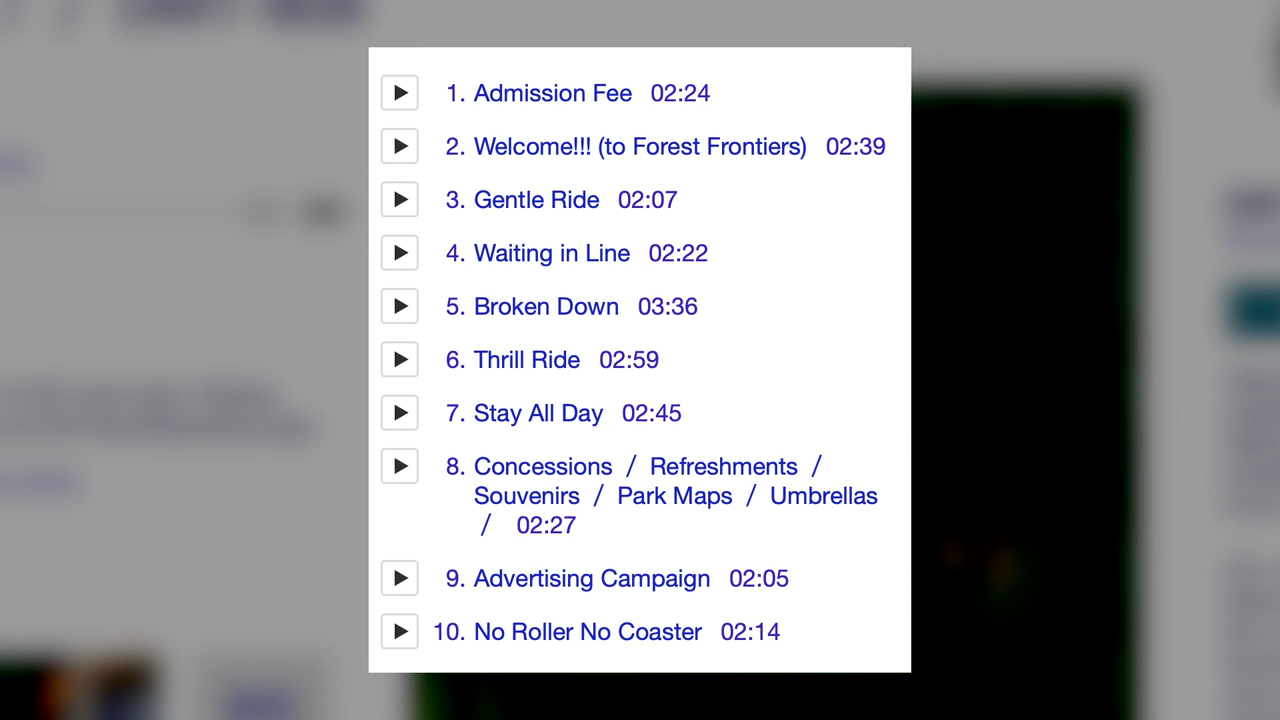 1. Admission Fee 02:24
2. Welcome!!! (to Forest Frontiers) 02:39
3. Gentle Ride 02:07
4. Waiting in Line 02:22
5. Broken Down 03:36
6. Thrill Ride 02:59
7. Stay All Day 02:45
8. Concessions / Refreshments /
Souvenirs / Park Maps / Umbrellas
/ 02:27
9. Advertising Campaign 02:05
10. No Roller No Coaster 02:14